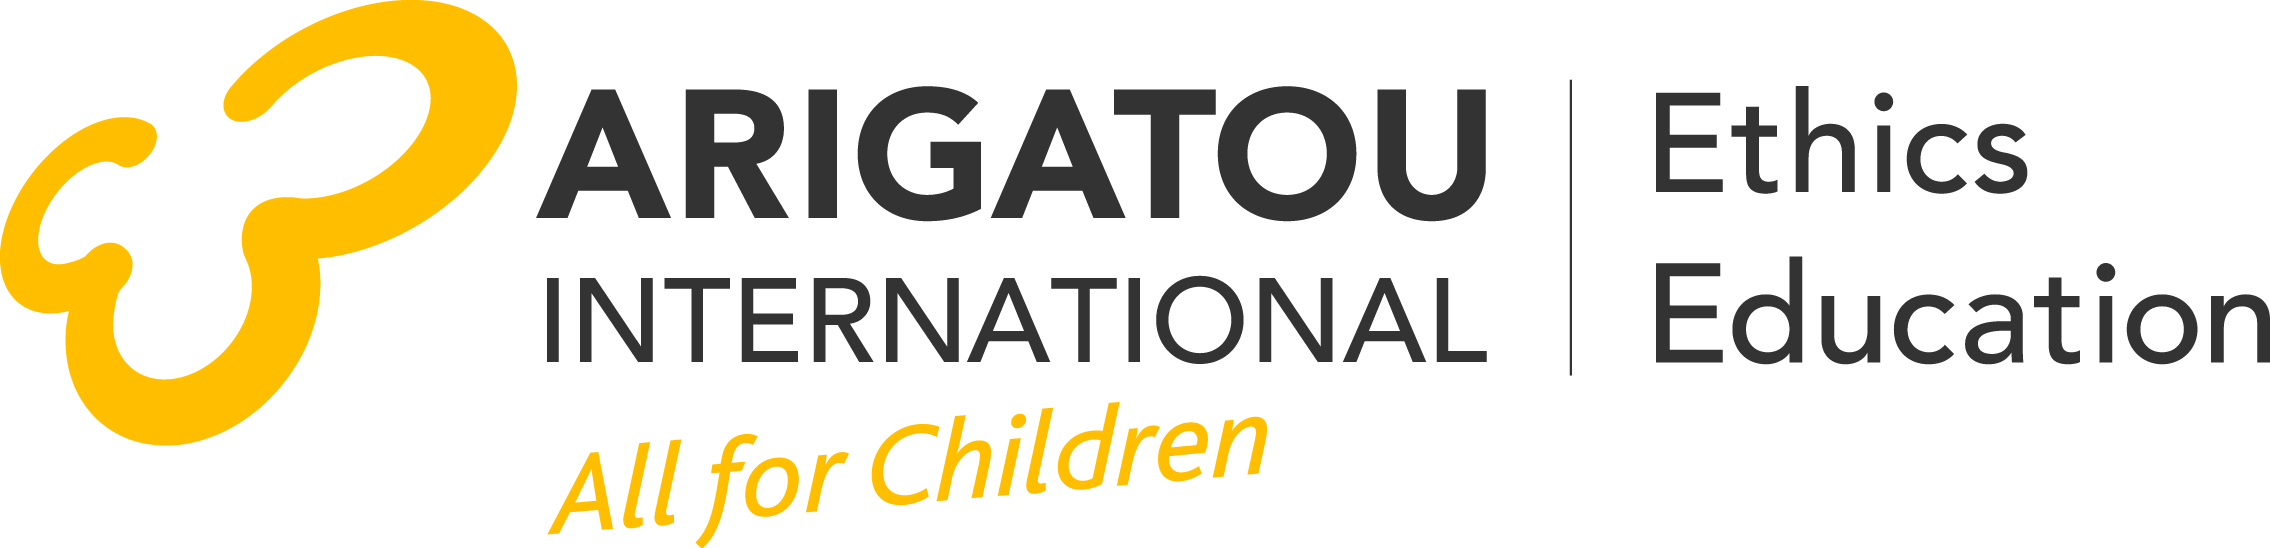 ARIGATOU
INTERNATIONAL
All for Children
Ethics
Education